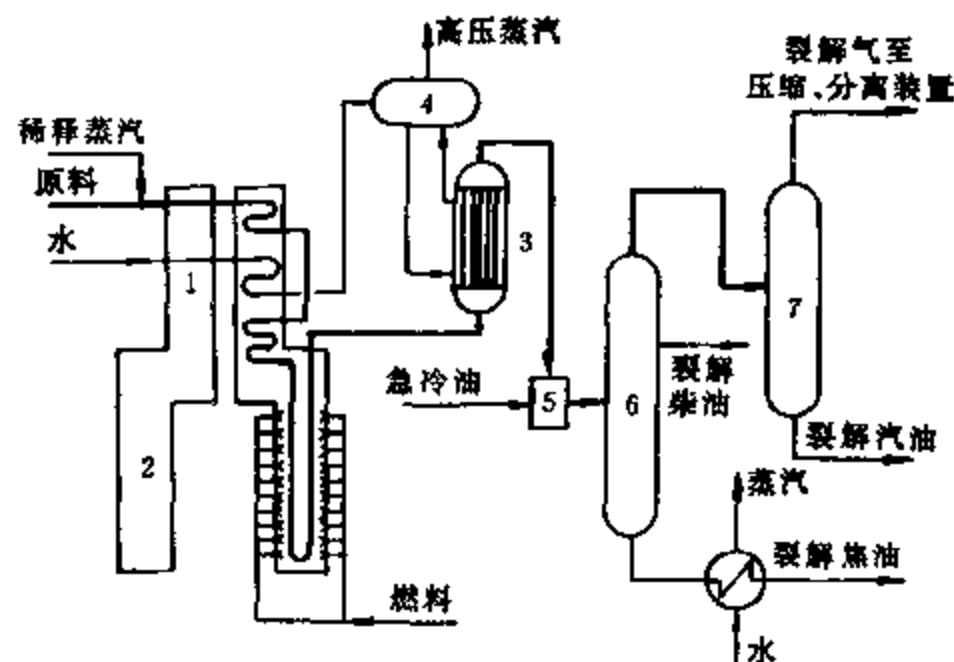 高压蒸汽
裂解气至
压缩、分离装置
4
稀释蒸汽
原料
水
1
3
7
裂解
柴油
急冷油
5
6
裂解汽油
2
蒸汽
裂解焦油
燃料
水